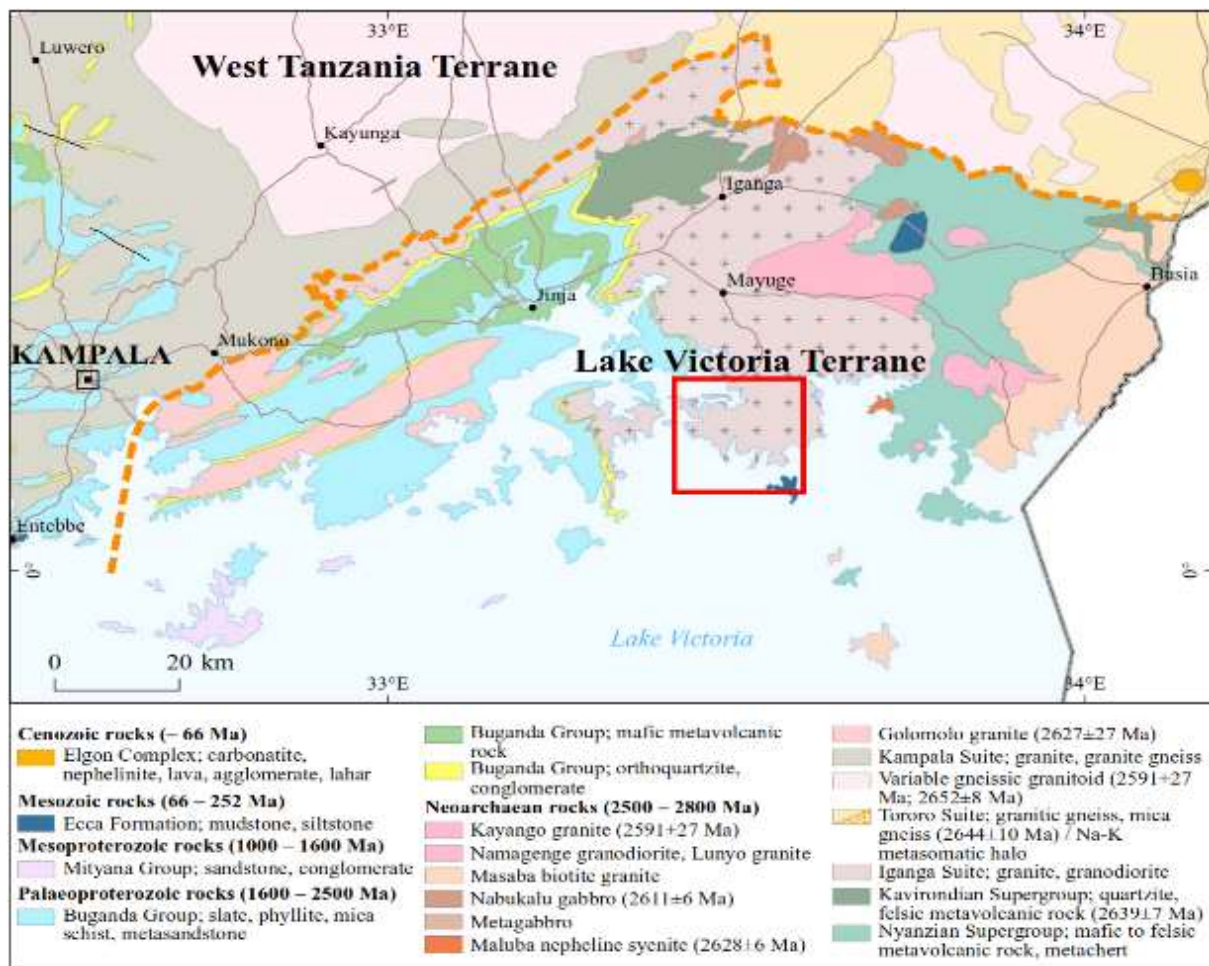 33°E
34°E
Luwero
West Tanzania Terrane
Kayunga
Iganga
Mayuge
Busia
Jinja
Mukono
KAMPALA
Lake Victoria Terrane
Entebbe
0°
0°
Lake Victoria
0 20 km
33°E
34°E
Cenozoic rocks (– 66 Ma)
Elgon Complex; carbonatite,
nephelinite, lava, agglomerate, lahar
Mesozoic rocks (66 – 252 Ma)
Ecca Formation; mudstone, siltstone
Mesoproterozoic rocks (1000 – 1600 Ma)
Mityana Group; sandstone, conglomerate
Palaeoproterozoic rocks (1600 – 2500 Ma)
Buganda Group; slate, phyllite, mica
schist, metasandstone
Buganda Group; mafic metavolcanic
rock
Buganda Group; orthoquartzite,
conglomerate
Neoarchaean rocks (2500 – 2800 Ma)
Kayango granite (2591±27 Ma)
Namagenge granodiorite, Lunyo granite
Masaba biotite granite
Nabukalu gabbro (2611±6 Ma)
Metagabbro
Maluba nepheline syenite (2628±6 Ma)
Golomolo granite (2627±27 Ma)
Kampala Suite; granite, granite gneiss
Variable gneissic granitoid (2591±27
Ma; 2652±8 Ma)
Tororo Suite; granitic gneiss, mica
gneiss (2644±10 Ma) / Na-K
metasomatic halo
Iganga Suite; granite, granodiorite
Kavirondian Supergroup; quartzite,
felsic metavolcanic rock (2639±7 Ma)
Nyanzian Supergroup; mafic to felsic
metavolcanic rock, metachert